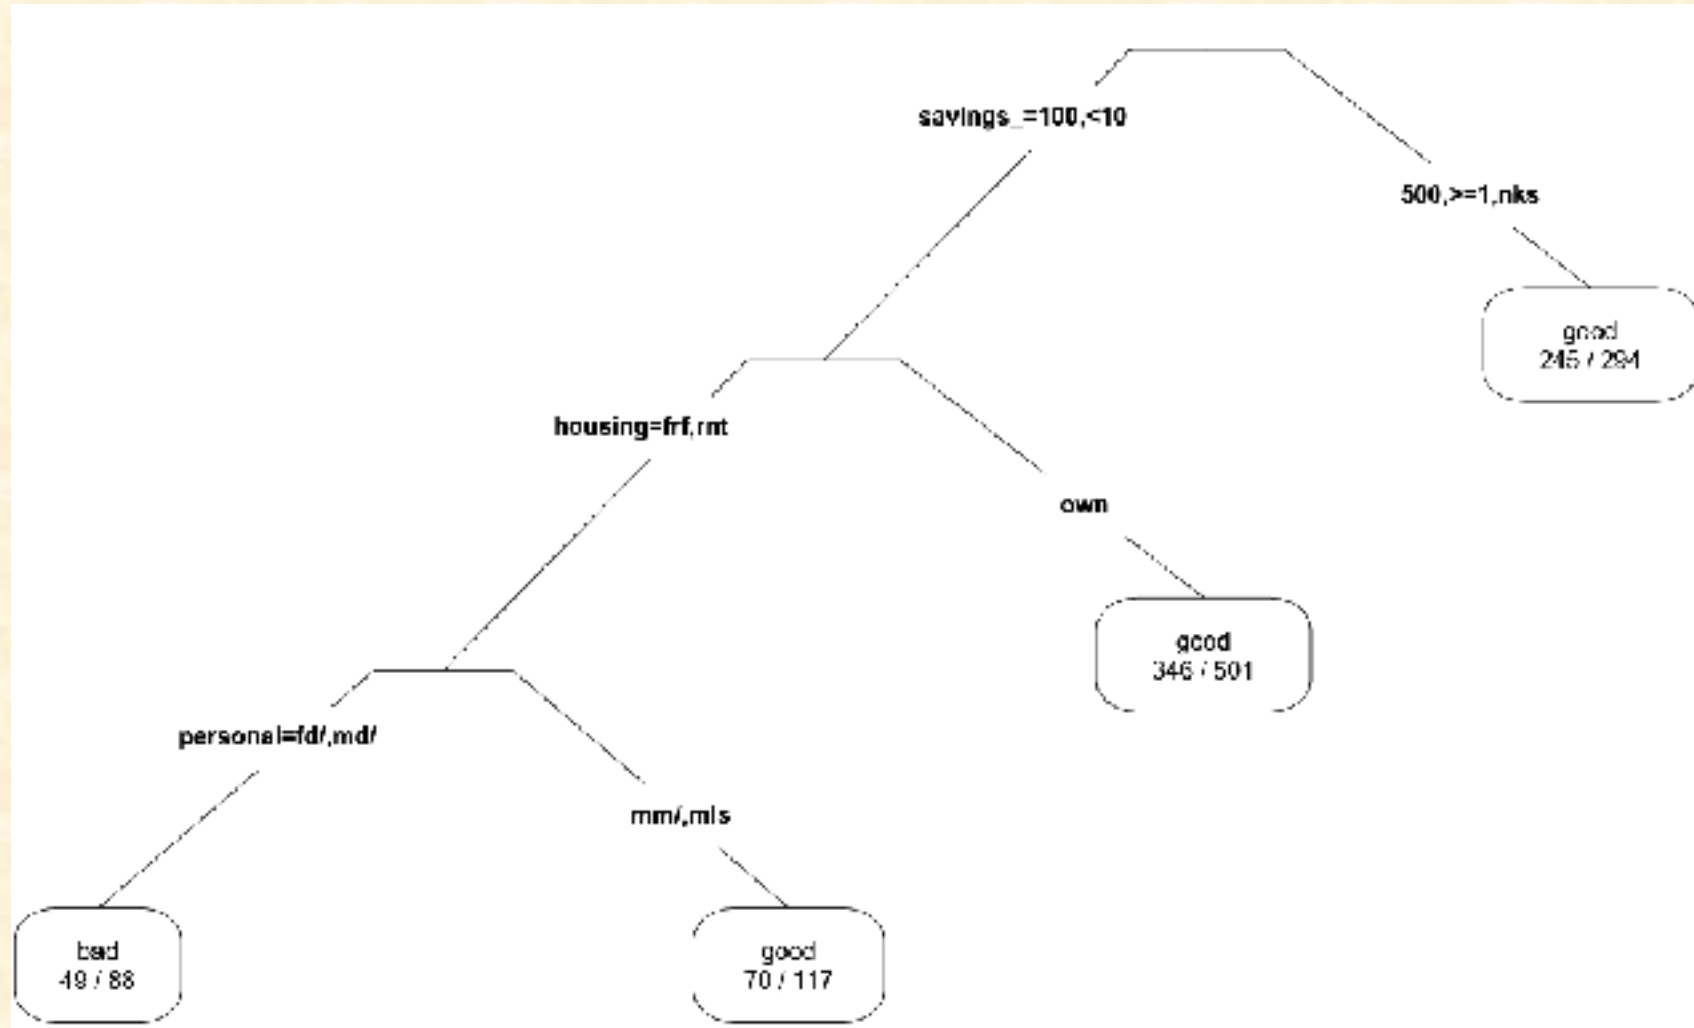 savings_=100,<10
500,>=1,nks
good
245 / 294
housing=frf,rnt
own
good
346 / 501
personal=fd/,md/
mm/,mls
bad
49 / 88
good
70 / 117